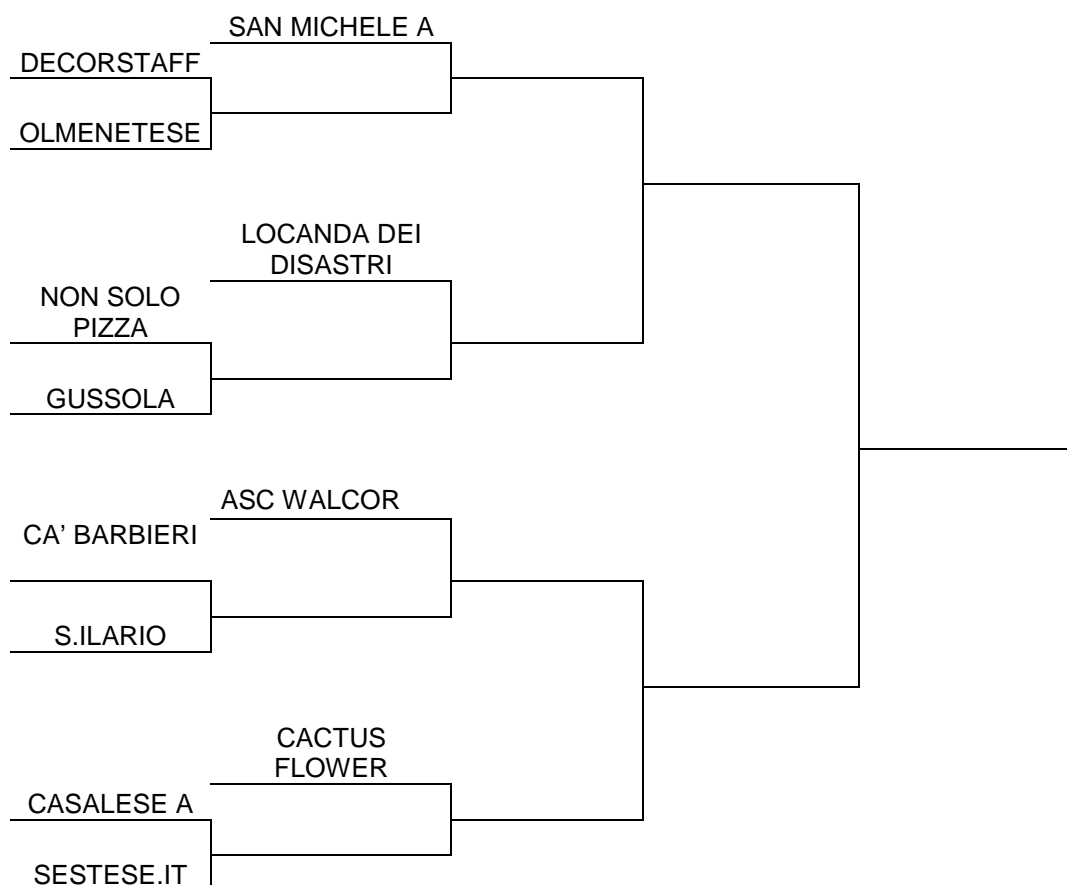 SAN MICHELE A
DECORSTAFF
OLMENETESE
LOCANDA DEI
DISASTRI
NON SOLO
PIZZA
GUSSOLA
ASC WALCOR
CA’ BARBIERI
S.ILARIO
CACTUS
FLOWER
CASALESE A
SESTESE.IT